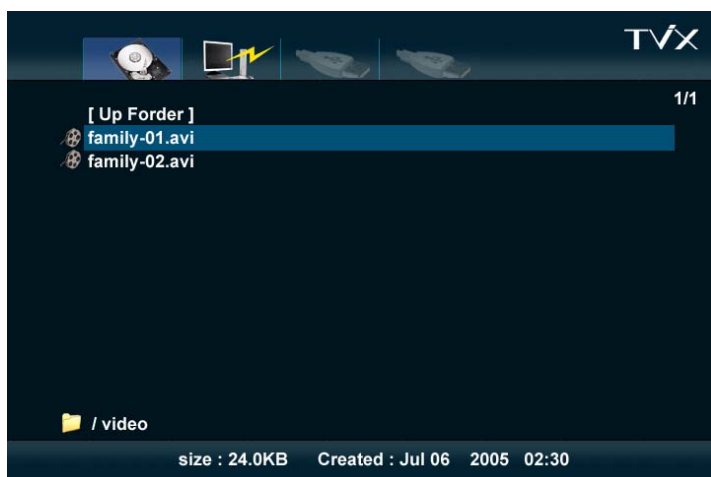 TViX
1/1
[ Up Forder ]
family-01.avi
family-02.avi
/ video
size : 24.0KB Created : Jul 06 2005 02:30